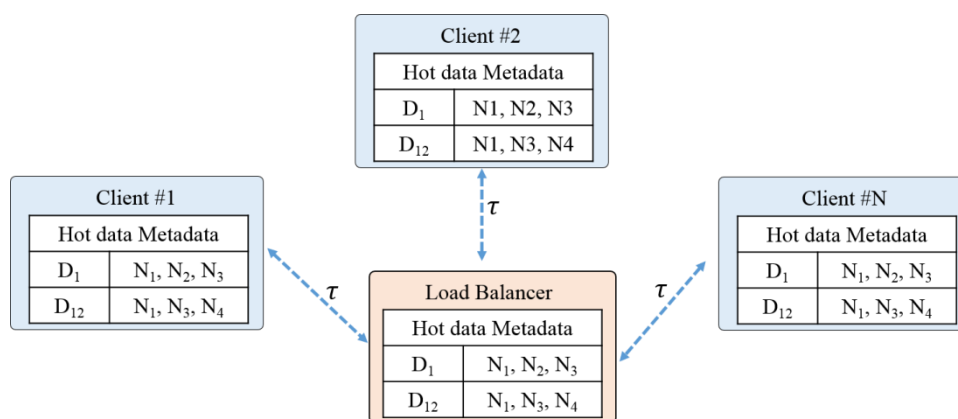 Client #2
Hot data Metadata
D₁ N1, N2, N3
D₁₂ N1, N3, N4
Client #1
Hot data Metadata
D₁ N₁, N₂, N₃
D₁₂ N₁, N₃, N₄
Client #N
Hot data Metadata
D₁ N₁, N₂, N₃
D₁₂ N₁, N₃, N₄
τ
τ
τ
Load Balancer
Hot data Metadata
D₁ N₁, N₂, N₃
D₁₂ N₁, N₃, N₄